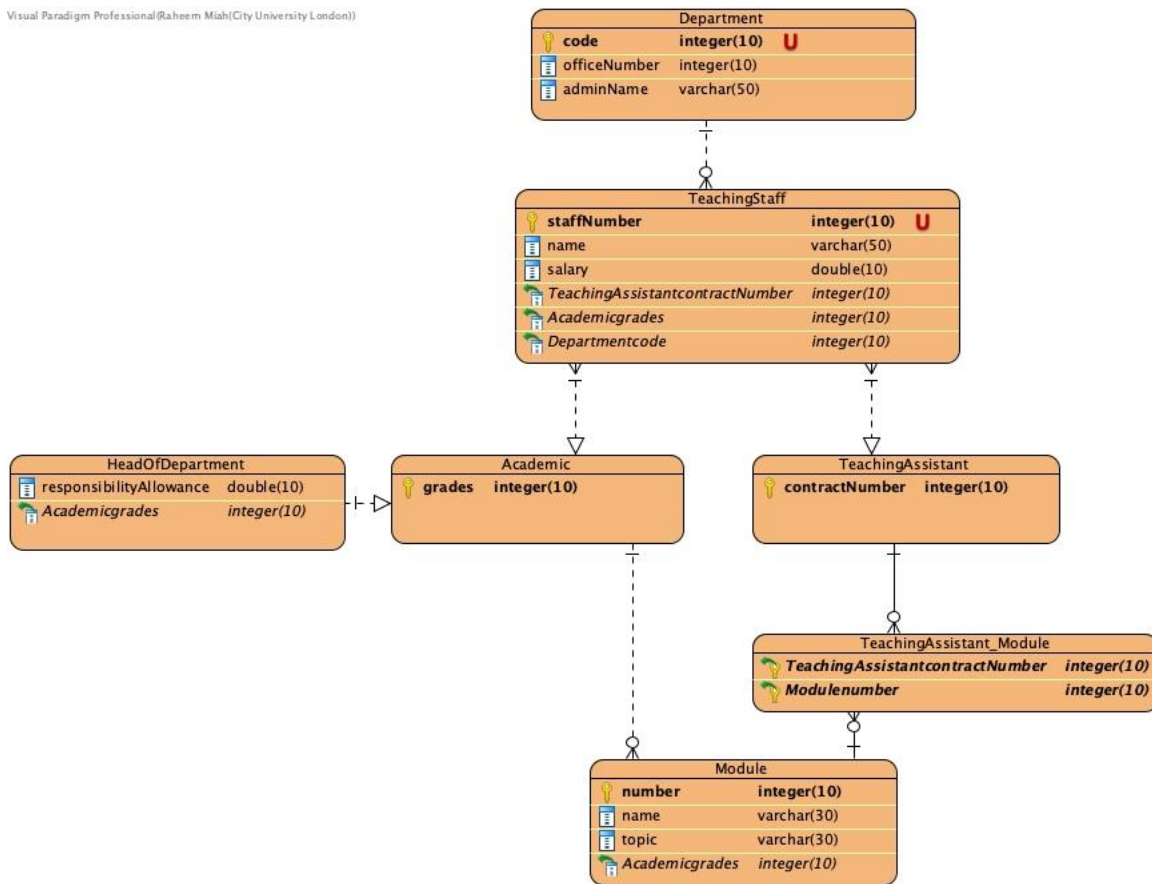 Visual Paradigm Professional(Raheem Miah(City University London))
Department
code integer(10) U
officeNumber integer(10)
adminName varchar(50)
TeachingStaff
staffNumber integer(10) U
name varchar(50)
salary double(10)
TeachingAssistantcontractNumber integer(10)
Academicgrades integer(10)
Departmentcode integer(10)
HeadOfDepartment
responsibilityAllowance double(10)
Academicgrades integer(10)
Academic
grades integer(10)
TeachingAssistant
contractNumber integer(10)
TeachingAssistant_Module
TeachingAssistantcontractNumber integer(10)
Modulenumber integer(10)
Module
number integer(10)
name varchar(30)
topic varchar(30)
Academicgrades integer(10)